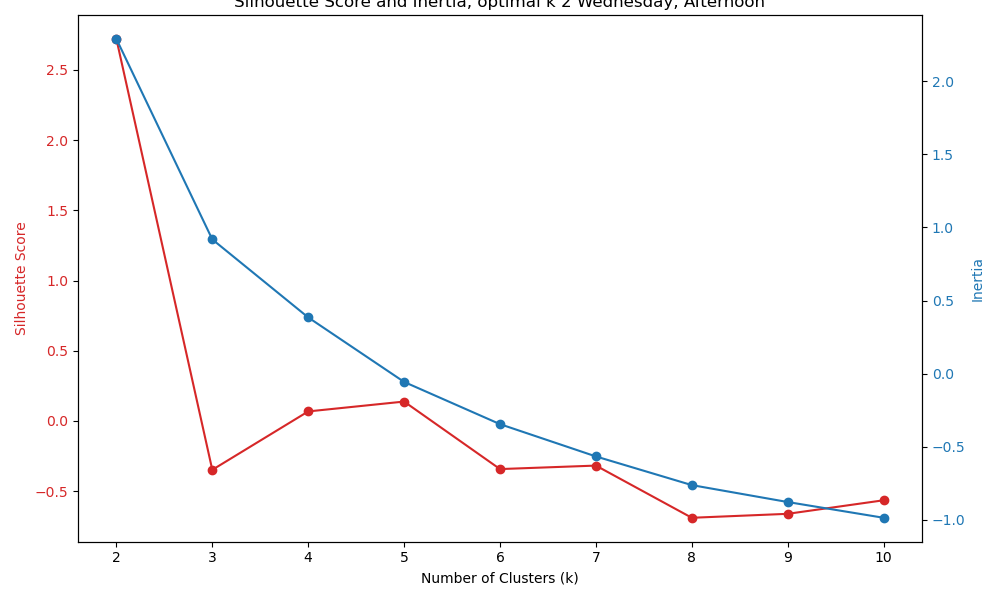 Silhouette Score and Inertia, optimal k 2 Wednesday, Afternoon
Silhouette Score
2.5
2.0
1.5
1.0
0.5
0.0
−0.5
2.0
1.5
1.0
0.5
0.0
−0.5
−1.0
Inertia
2 3 4 5 6 7 8 9 10
Number of Clusters (k)